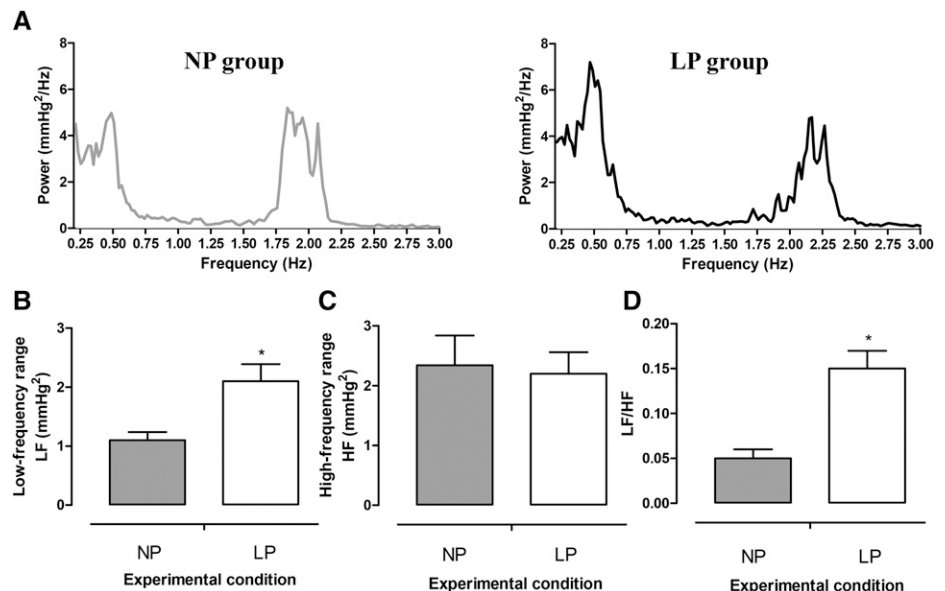 A
NP group
LP group
Power (mmHg²/Hz)
8
6
4
2
0
0.25 0.50 0.75 1.00 1.25 1.50 1.75 2.00 2.25 2.50 2.75 3.00
Frequency (Hz)
Power (mmHg²/Hz)
8
6
4
2
0
0.25 0.50 0.75 1.00 1.25 1.50 1.75 2.00 2.25 2.50 2.75 3.00
Frequency (Hz)
B
Low-frequency range
LF (mmHg²)
3
2
1
0
*
NP LP
Experimental condition
C
High-frequency range
HF (mmHg²)
3
2
1
0
NP LP
Experimental condition
D
LF/HF
0.20
0.15
0.10
0.05
0.00
*
NP LP
Experimental condition